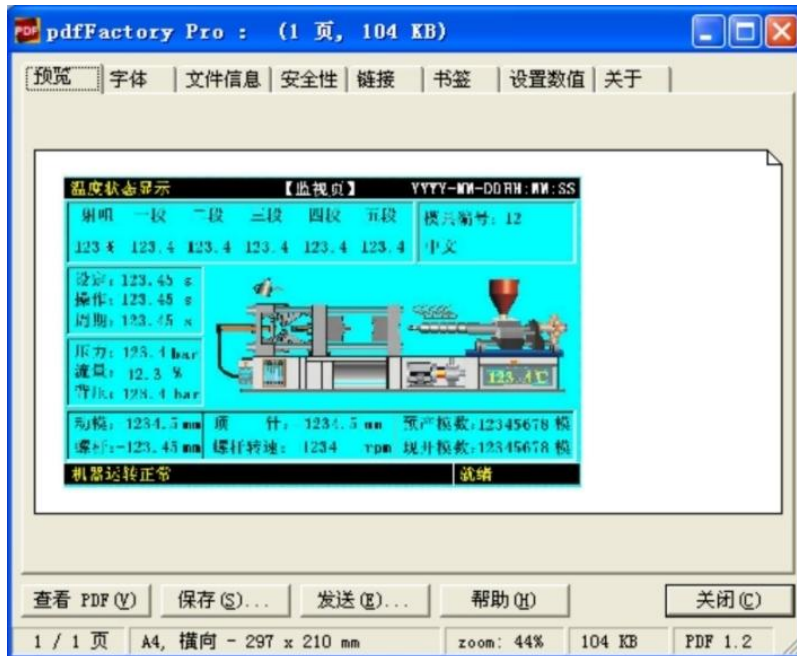 pdfFactory Pro : (1 页, 104 KB)
预览 字体 文件信息 安全性 链接 书签 设置数值 关于
温度状态显示 【监视页】 YYYY-MM-DDHH:MM:SS
射咀 一段 二段 三段 四段 五段 模具编号: 12
123 % 123.4 123.4 123.4 123.4 123.4 中文
设定: 123.45 s
操作: 123.45 s
周期: 123.45 s
压力: 123.4 bar
流量: 12.3 %
背压: 123.4 bar
123.4℃
动模: 1234.5 mm 顶 针: 1234.5 mm 预产模数:12345678 模
螺杆:-123.45 mm 螺杆转速: 1234 rpm 现开模数:12345678 模
机器运转正常 就绪
查看 PDF(V) 保存(S)... 发送(E)... 帮助(H) 关闭(C)
1 / 1 页 A4, 横向 - 297 x 210 mm zoom: 44% 104 KB PDF 1.2